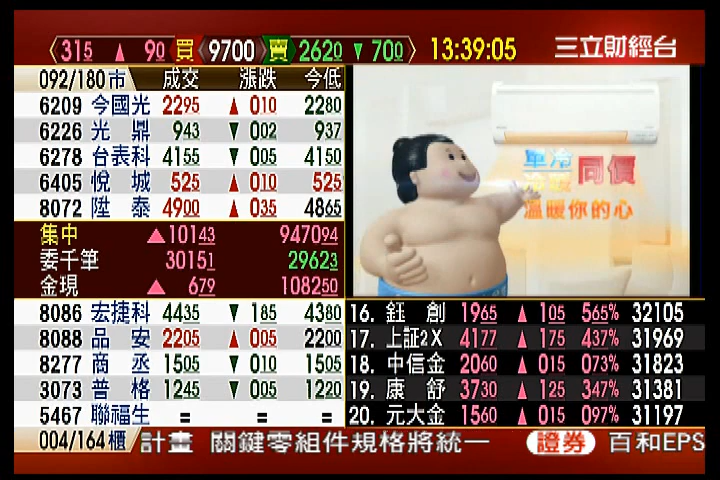 315 ▲ 90 買 9700 賣 2620 ▼ 700 13:39:05 三立財經台
092/180市 成交 漲跌 今低
6209 今國光 2295 ▲ 010 2280
6226 光鼎 943 ▼ 002 937
6278 台表科 4155 ▼ 005 4150
6405 悅城 525 ▲ 010 525
8072 陞泰 4900 ▲ 035 4865
集中 ▲10143 947094
委千筆 30151 29623
金現 ▲ 679 108250
8086 宏捷科 4435 ▼ 185 4380
8088 品安 2205 ▲ 005 2200
8277 商丞 1505 ▼ 010 1505
3073 普格 1245 ▼ 005 1220
5467 聯福生 = = =
單冷
同價
溫暖你的心
16. 鈺創 1965 ▲ 105 565% 32105
17. 上証2X 4177 ▲ 175 437% 31969
18. 中信金 2060 ▲ 015 073% 31823
19. 康舒 3730 ▲ 125 347% 31381
20. 元大金 1560 ▲ 015 097% 31197
004/164櫃 計畫 關鍵零組件規格將統一 證券 百和EPS